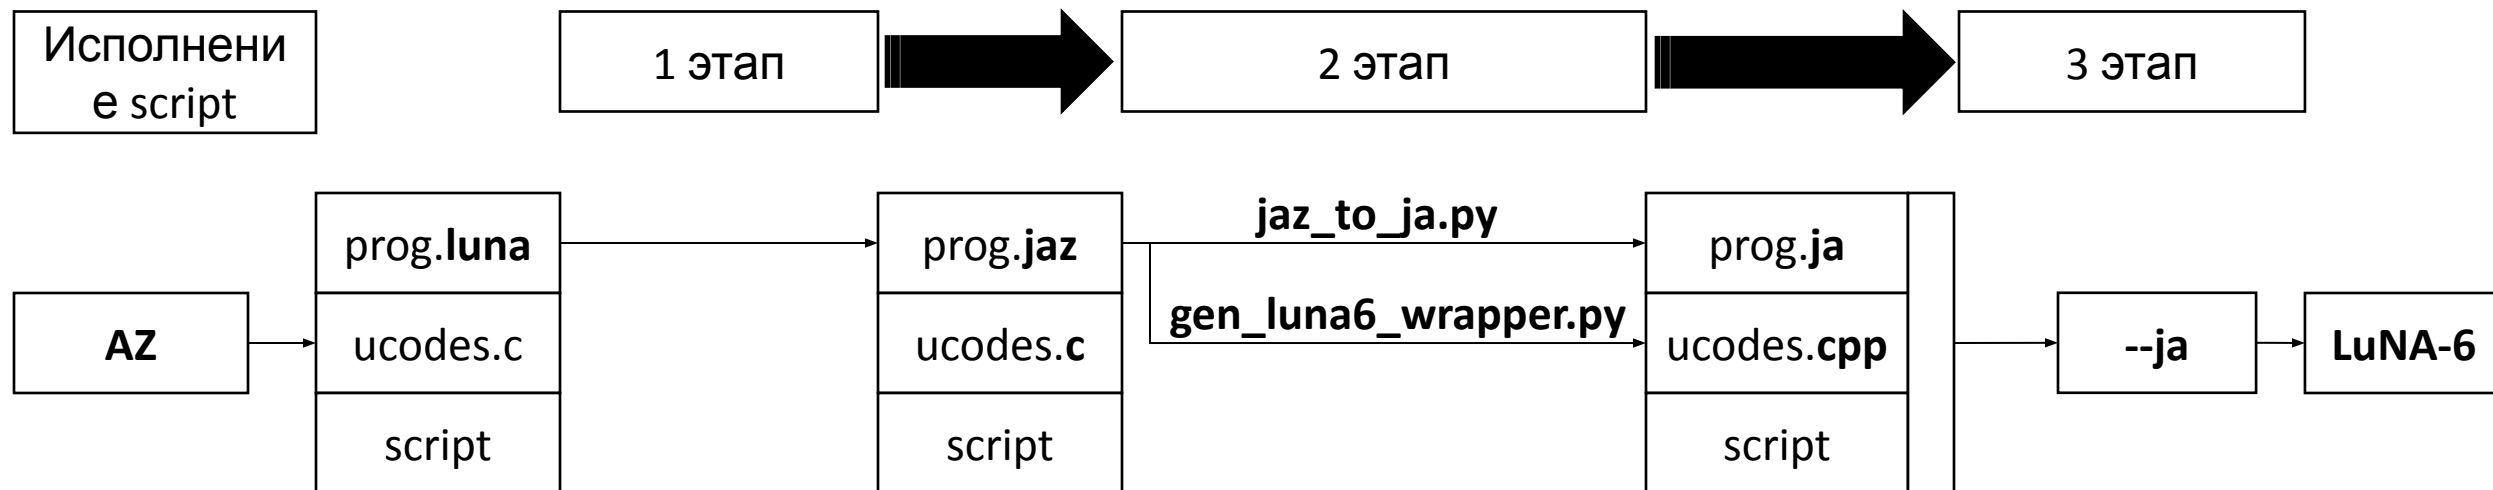 Исполнени
е script
1 этап
2 этап
3 этап
prog.luna
prog.jaz
jaz_to_ja.py
prog.ja
AZ
ucodes.c
ucodes.c
gen_luna6_wrapper.py
ucodes.cpp
--ja
LuNA-6
script
script
script